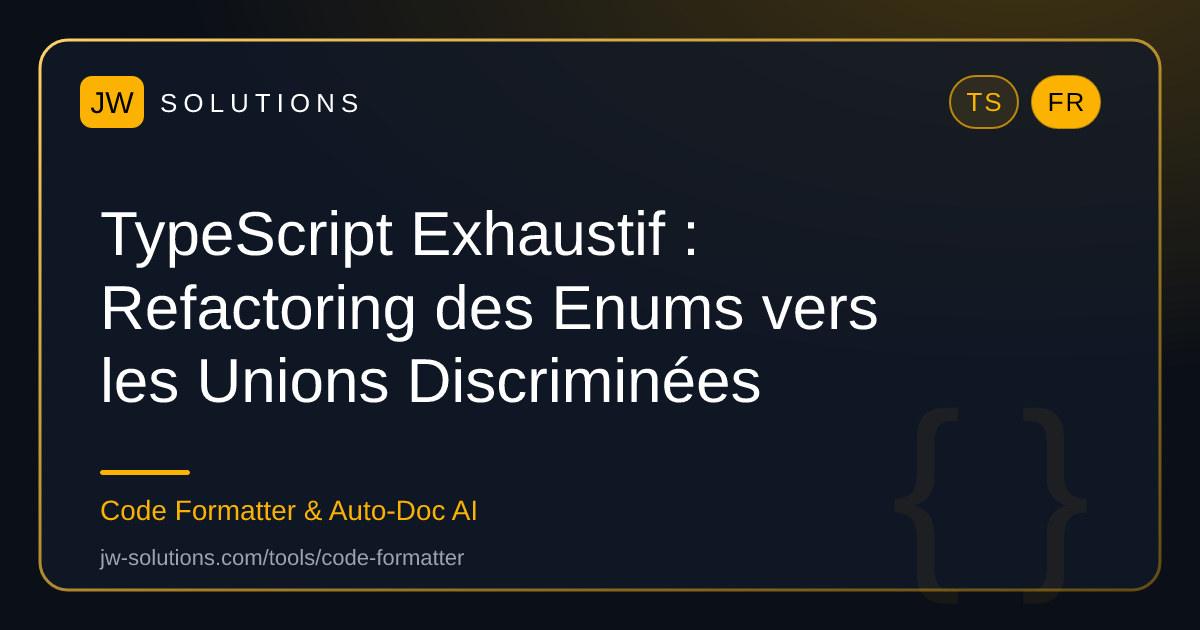 JW SOLUTIONS
TS FR
TypeScript Exhaustif :
Refactoring des Enums vers
les Unions Discriminées
Code Formatter & Auto-Doc AI
jw-solutions.com/tools/code-formatter
{ }